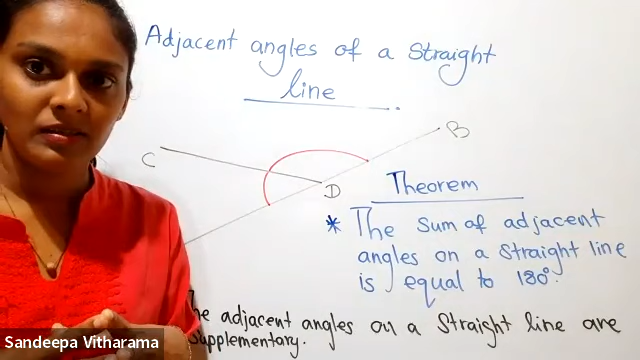 Adjacent angles of a Straight
line
B
C
D
Theorem
* The Sum of adjacent
angles on a straight line
is equal to 180°.
he adjacent angles on a Straight line are
Supplementary.
Sandeepa Vitharama